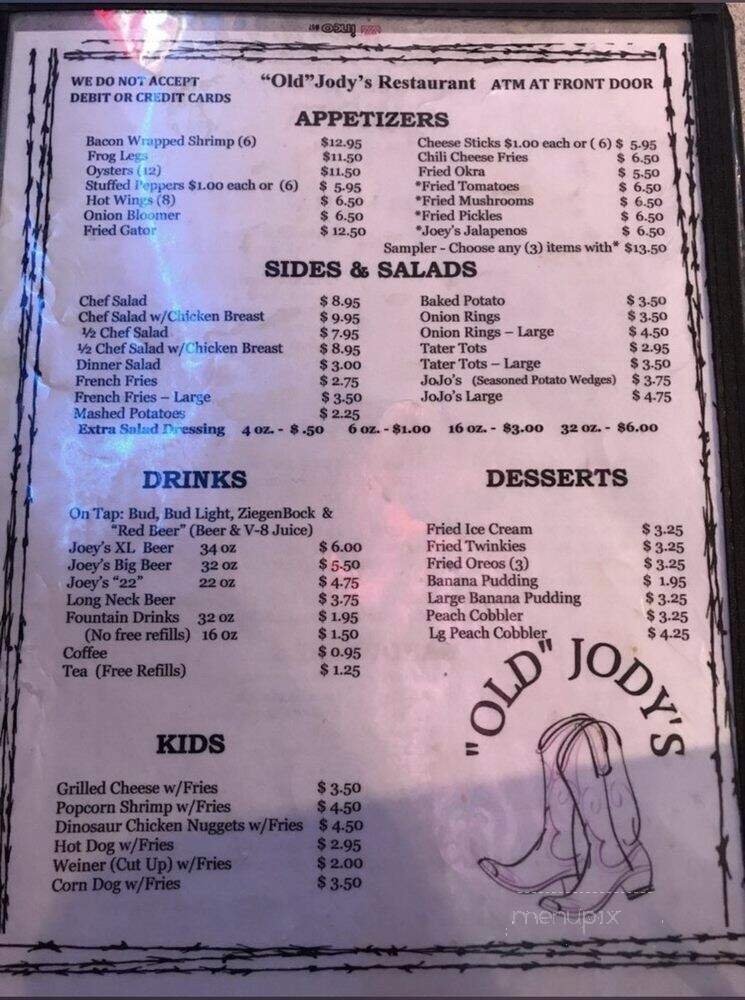 WE DO NOT ACCEPT
DEBIT OR CREDIT CARDS
"Old"Jody's Restaurant
ATM AT FRONT DOOR
APPETIZERS
Bacon Wrapped Shrimp (6) $12.95
Frog Legs $11.50
Oysters (12) $11.50
Stuffed Peppers $1.00 each or (6) $ 5.95
Hot Wings (8) $ 6.50
Onion Bloomer $ 6.50
Fried Gator $ 12.50
Cheese Sticks $1.00 each or ( 6) $ 5.95
Chili Cheese Fries $ 6.50
Fried Okra $ 5.50
*Fried Tomatoes $ 6.50
*Fried Mushrooms $ 6.50
*Fried Pickles $ 6.50
*Joey's Jalapenos $ 6.50
Sampler - Choose any (3) items with* $13.50
SIDES & SALADS
Chef Salad $ 8.95
Chef Salad w/Chicken Breast $ 9.95
½ Chef Salad $ 7.95
½ Chef Salad w/Chicken Breast $ 8.95
Dinner Salad $ 3.00
French Fries $ 2.75
French Fries – Large $ 3.50
Mashed Potatoes $ 2.25
Baked Potato $ 3.50
Onion Rings $ 3.50
Onion Rings – Large $ 4.50
Tater Tots $ 2.95
Tater Tots – Large $ 3.50
JoJo's (Seasoned Potato Wedges) $ 3.75
JoJo's Large $ 4.75
Extra Salad Dressing 4 oz. - $ .50 6 oz. - $1.00 16 oz. - $3.00 32 oz. - $6.00
DRINKS
On Tap: Bud, Bud Light, ZiegenBock &
"Red Beer" (Beer & V-8 Juice)
Joey's XL Beer 34 oz $ 6.00
Joey's Big Beer 32 oz $ 5.50
Joey's "22" 22 oz $ 4.75
Long Neck Beer $ 3.75
Fountain Drinks 32 oz $ 1.95
(No free refills) 16 oz $ 1.50
Coffee $ 0.95
Tea (Free Refills) $ 1.25
DESSERTS
Fried Ice Cream $ 3.25
Fried Twinkies $ 3.25
Fried Oreos (3) $ 3.25
Banana Pudding $ 1.95
Large Banana Pudding $ 3.25
Peach Cobbler $ 3.25
Lg Peach Cobbler $ 4.25
"OLD" JODY'S
KIDS
Grilled Cheese w/Fries $ 3.50
Popcorn Shrimp w/Fries $ 4.50
Dinosaur Chicken Nuggets w/Fries $ 4.50
Hot Dog w/Fries $ 2.95
Weiner (Cut Up) w/Fries $ 2.00
Corn Dog w/Fries $ 3.50
menupix